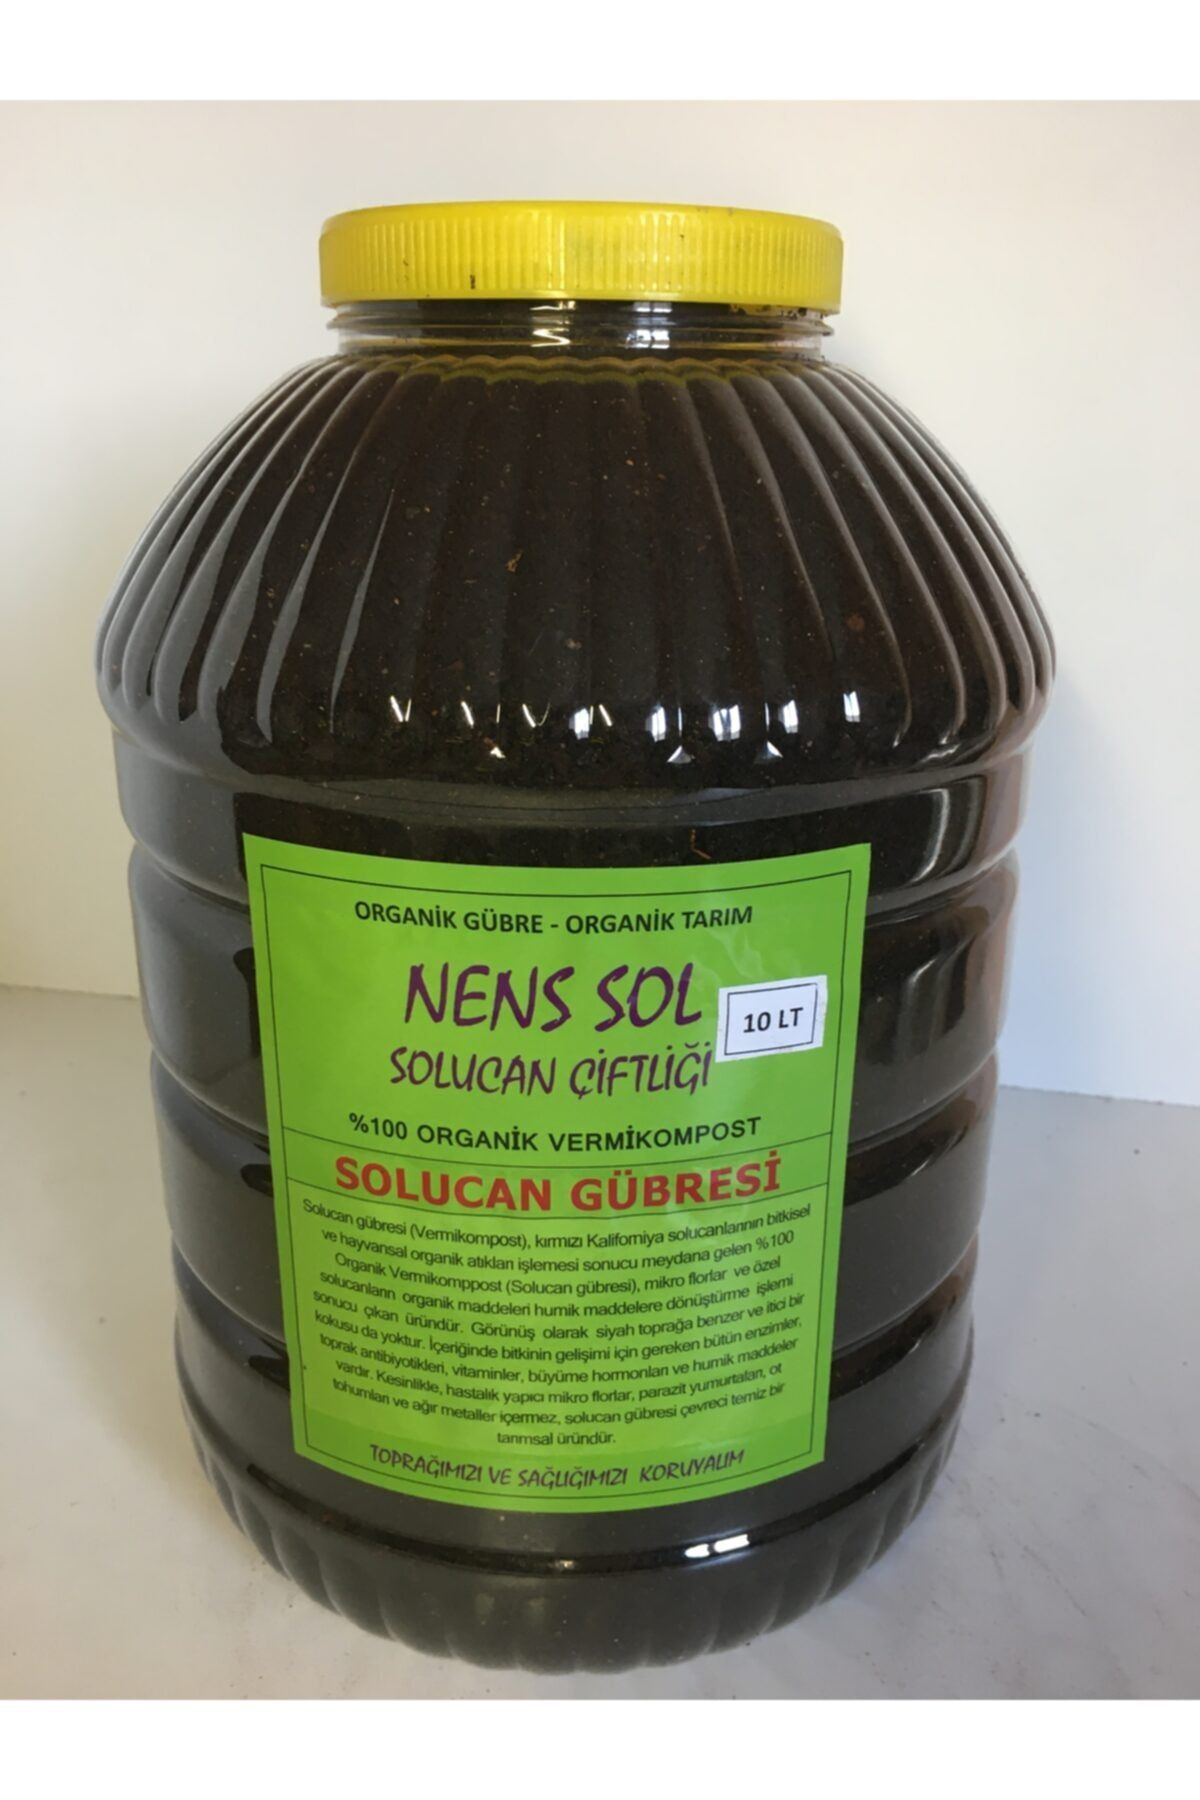 ORGANİK GÜBRE - ORGANİK TARIM
NENS SOL
10 LT
SOLUCAN ÇİFTLİĞİ
%100 ORGANİK VERMİKOMPOST
SOLUCAN GÜBRESİ
Solucan gübresi (Vermikompost), kırmızı Kaliforniya solucanlarının bitkisel
ve hayvansal organik atıkları işlemesi sonucu meydana gelen %100
Organik Vermikomppost (Solucan gübresi), mikro florlar ve özel
solucanların organik maddeleri humik maddelere dönüştürme işlemi
sonucu çıkan üründür. Görünüş olarak siyah toprağa benzer ve itici bir
kokusu da yoktur. İçeriğinde bitkinin gelişimi için gereken bütün enzimler,
toprak antibiyotikleri, vitaminler, büyüme hormonları ve humik maddeler
vardır. Kesinlikle, hastalık yapıcı mikro florlar, parazit yumurtaları, ot
tohumları ve ağır metaller içermez, solucan gübresi çevreci temiz bir
tarımsal üründür.
TOPRAĞIMIZI VE SAĞLIĞIMIZI KORUYALIM